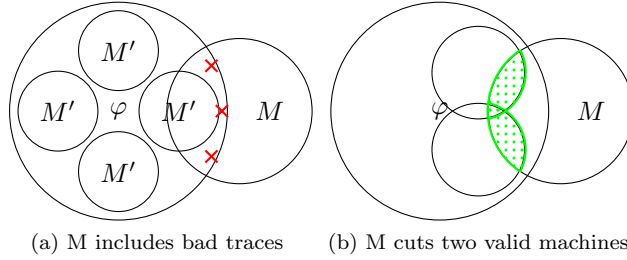 M′
M′ φ M′ M
M′
φ M
(a) M includes bad traces
(b) M cuts two valid machines